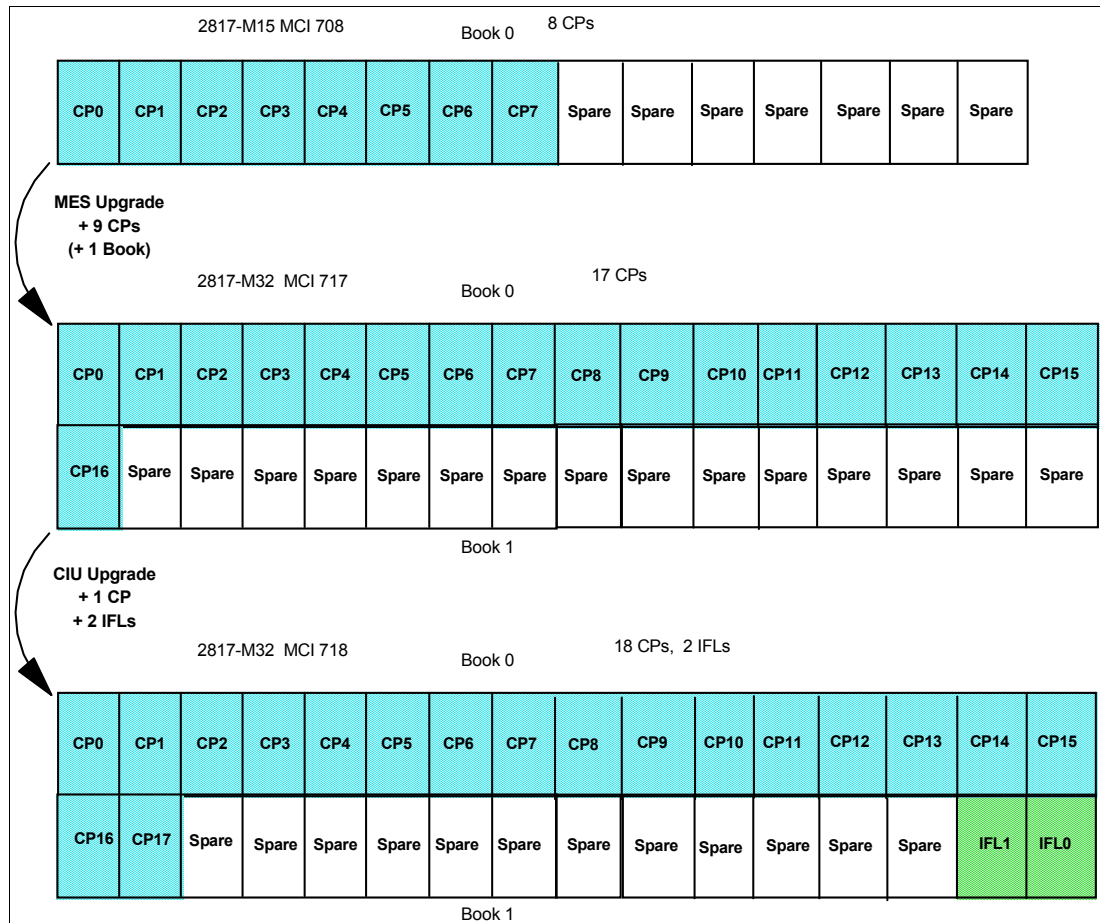 2817-M15 MCI 708 Book 0 8 CPs
CP0 CP1 CP2 CP3 CP4 CP5 CP6 CP7 Spare Spare Spare Spare Spare Spare Spare
MES Upgrade
+ 9 CPs
(+ 1 Book)
2817-M32 MCI 717 Book 0 17 CPs
CP0 CP1 CP2 CP3 CP4 CP5 CP6 CP7 CP8 CP9 CP10 CP11 CP12 CP13 CP14 CP15
CP16 Spare Spare Spare Spare Spare Spare Spare Spare Spare Spare Spare Spare Spare Spare Spare
Book 1
CIU Upgrade
+ 1 CP
+ 2 IFLs
2817-M32 MCI 718 Book 0 18 CPs, 2 IFLs
CP0 CP1 CP2 CP3 CP4 CP5 CP6 CP7 CP8 CP9 CP10 CP11 CP12 CP13 CP14 CP15
CP16 CP17 Spare Spare Spare Spare Spare Spare Spare Spare Spare Spare Spare Spare IFL1 IFL0
Book 1